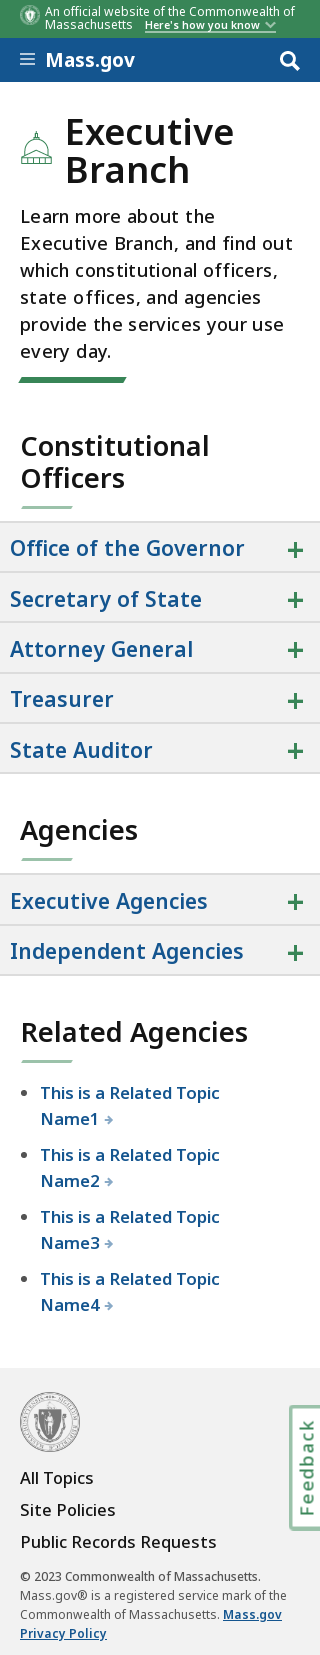 An official website of the Commonwealth of
Massachusetts Here's how you know
Mass.gov
Executive
Branch
Learn more about the
Executive Branch, and find out
which constitutional officers,
state offices, and agencies
provide the services your use
every day.
Constitutional
Officers
Office of the Governor
Secretary of State
Attorney General
Treasurer
State Auditor
Agencies
Executive Agencies
Independent Agencies
Related Agencies
This is a Related Topic
Name1
This is a Related Topic
Name2
This is a Related Topic
Name3
This is a Related Topic
Name4
Feedback
All Topics
Site Policies
Public Records Requests
© 2023 Commonwealth of Massachusetts.
Mass.gov® is a registered service mark of the
Commonwealth of Massachusetts. Mass.gov
Privacy Policy